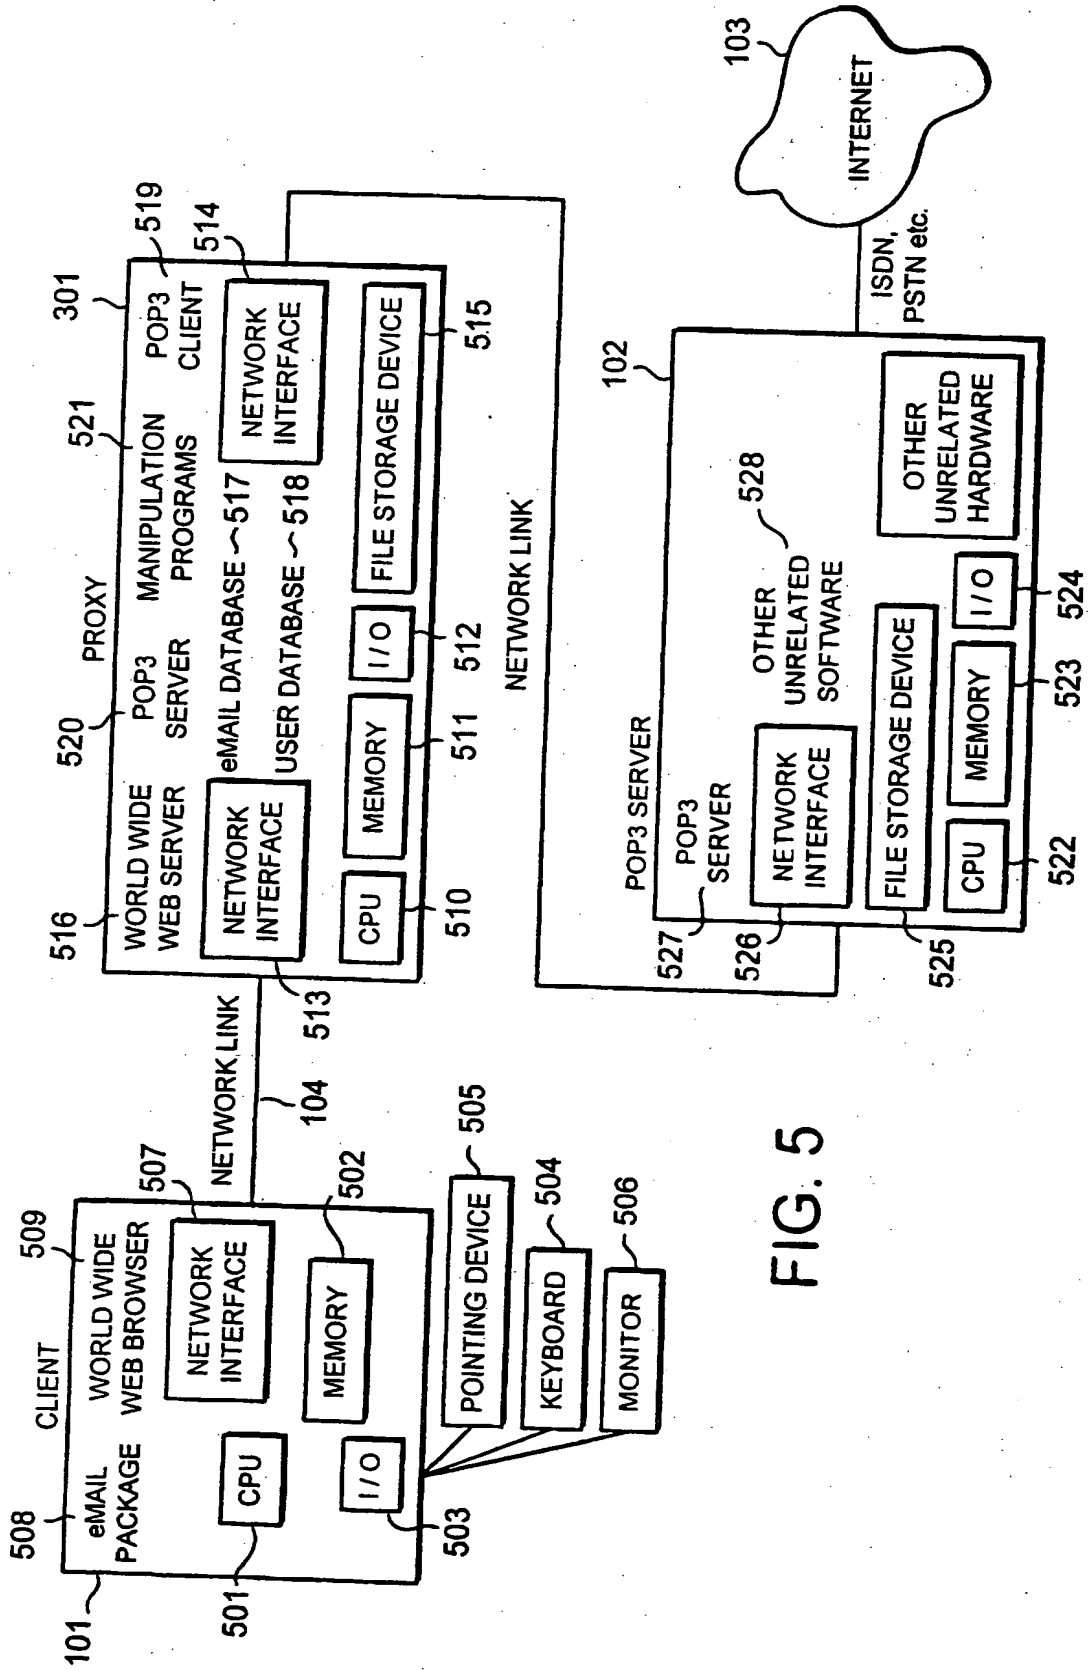 CLIENT
101
508
509
eMAIL
PACKAGE
WORLD WIDE
WEB BROWSER
NETWORK
INTERFACE
507
CPU
501
MEMORY
502
I/O
503
POINTING DEVICE
505
KEYBOARD
504
MONITOR
506
NETWORK LINK
104
PROXY
301
516
WORLD WIDE
WEB SERVER
520
POP3
SERVER
521
MANIPULATION
PROGRAMS
POP3
CLIENT
519
NETWORK
INTERFACE
513
eMAIL DATABASE
517
USER DATABASE
518
NETWORK
INTERFACE
514
CPU
510
MEMORY
511
I/O
512
FILE STORAGE DEVICE
515
NETWORK LINK
POP3 SERVER
102
POP3
SERVER
527
NETWORK
INTERFACE
526
OTHER
UNRELATED
SOFTWARE
528
FILE STORAGE DEVICE
525
CPU
522
MEMORY
523
I/O
524
OTHER
UNRELATED
HARDWARE
ISDN,
PSTN etc.
INTERNET
103
FIG. 5